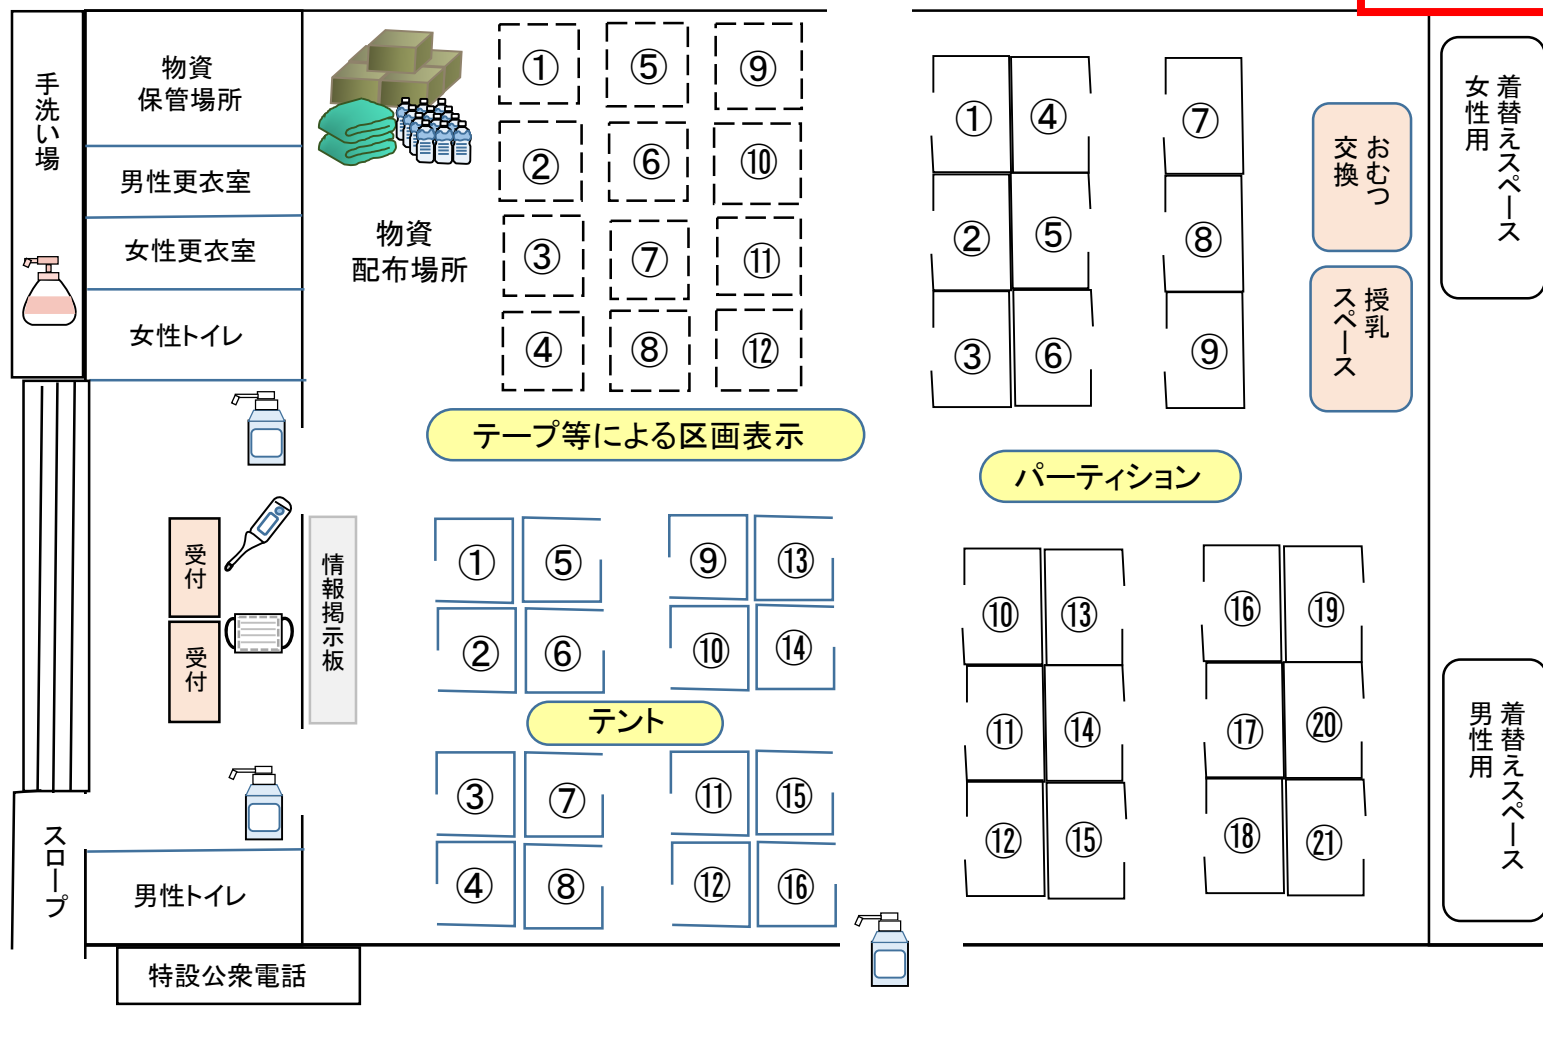 手洗い場
物資
保管場所
男性更衣室
女性更衣室
女性トイレ
物資
配布場所
①
⑤
⑨
②
⑥
⑩
③
⑦
⑪
④
⑧
⑫
テープ等による区画表示
①
④
⑦
②
⑤
⑧
③
⑥
⑨
パーティション
おむつ
交換
授乳
スペース
着替えスペース
女性用
受付
受付
情報掲示板
①
⑤
⑨
⑬
②
⑥
⑩
⑭
テント
③
⑦
⑪
⑮
④
⑧
⑫
⑯
⑩
⑬
⑯
⑲
⑪
⑭
⑰
⑳
⑫
⑮
⑱
㉑
着替えスペース
男性用
スロープ
男性トイレ
特設公衆電話